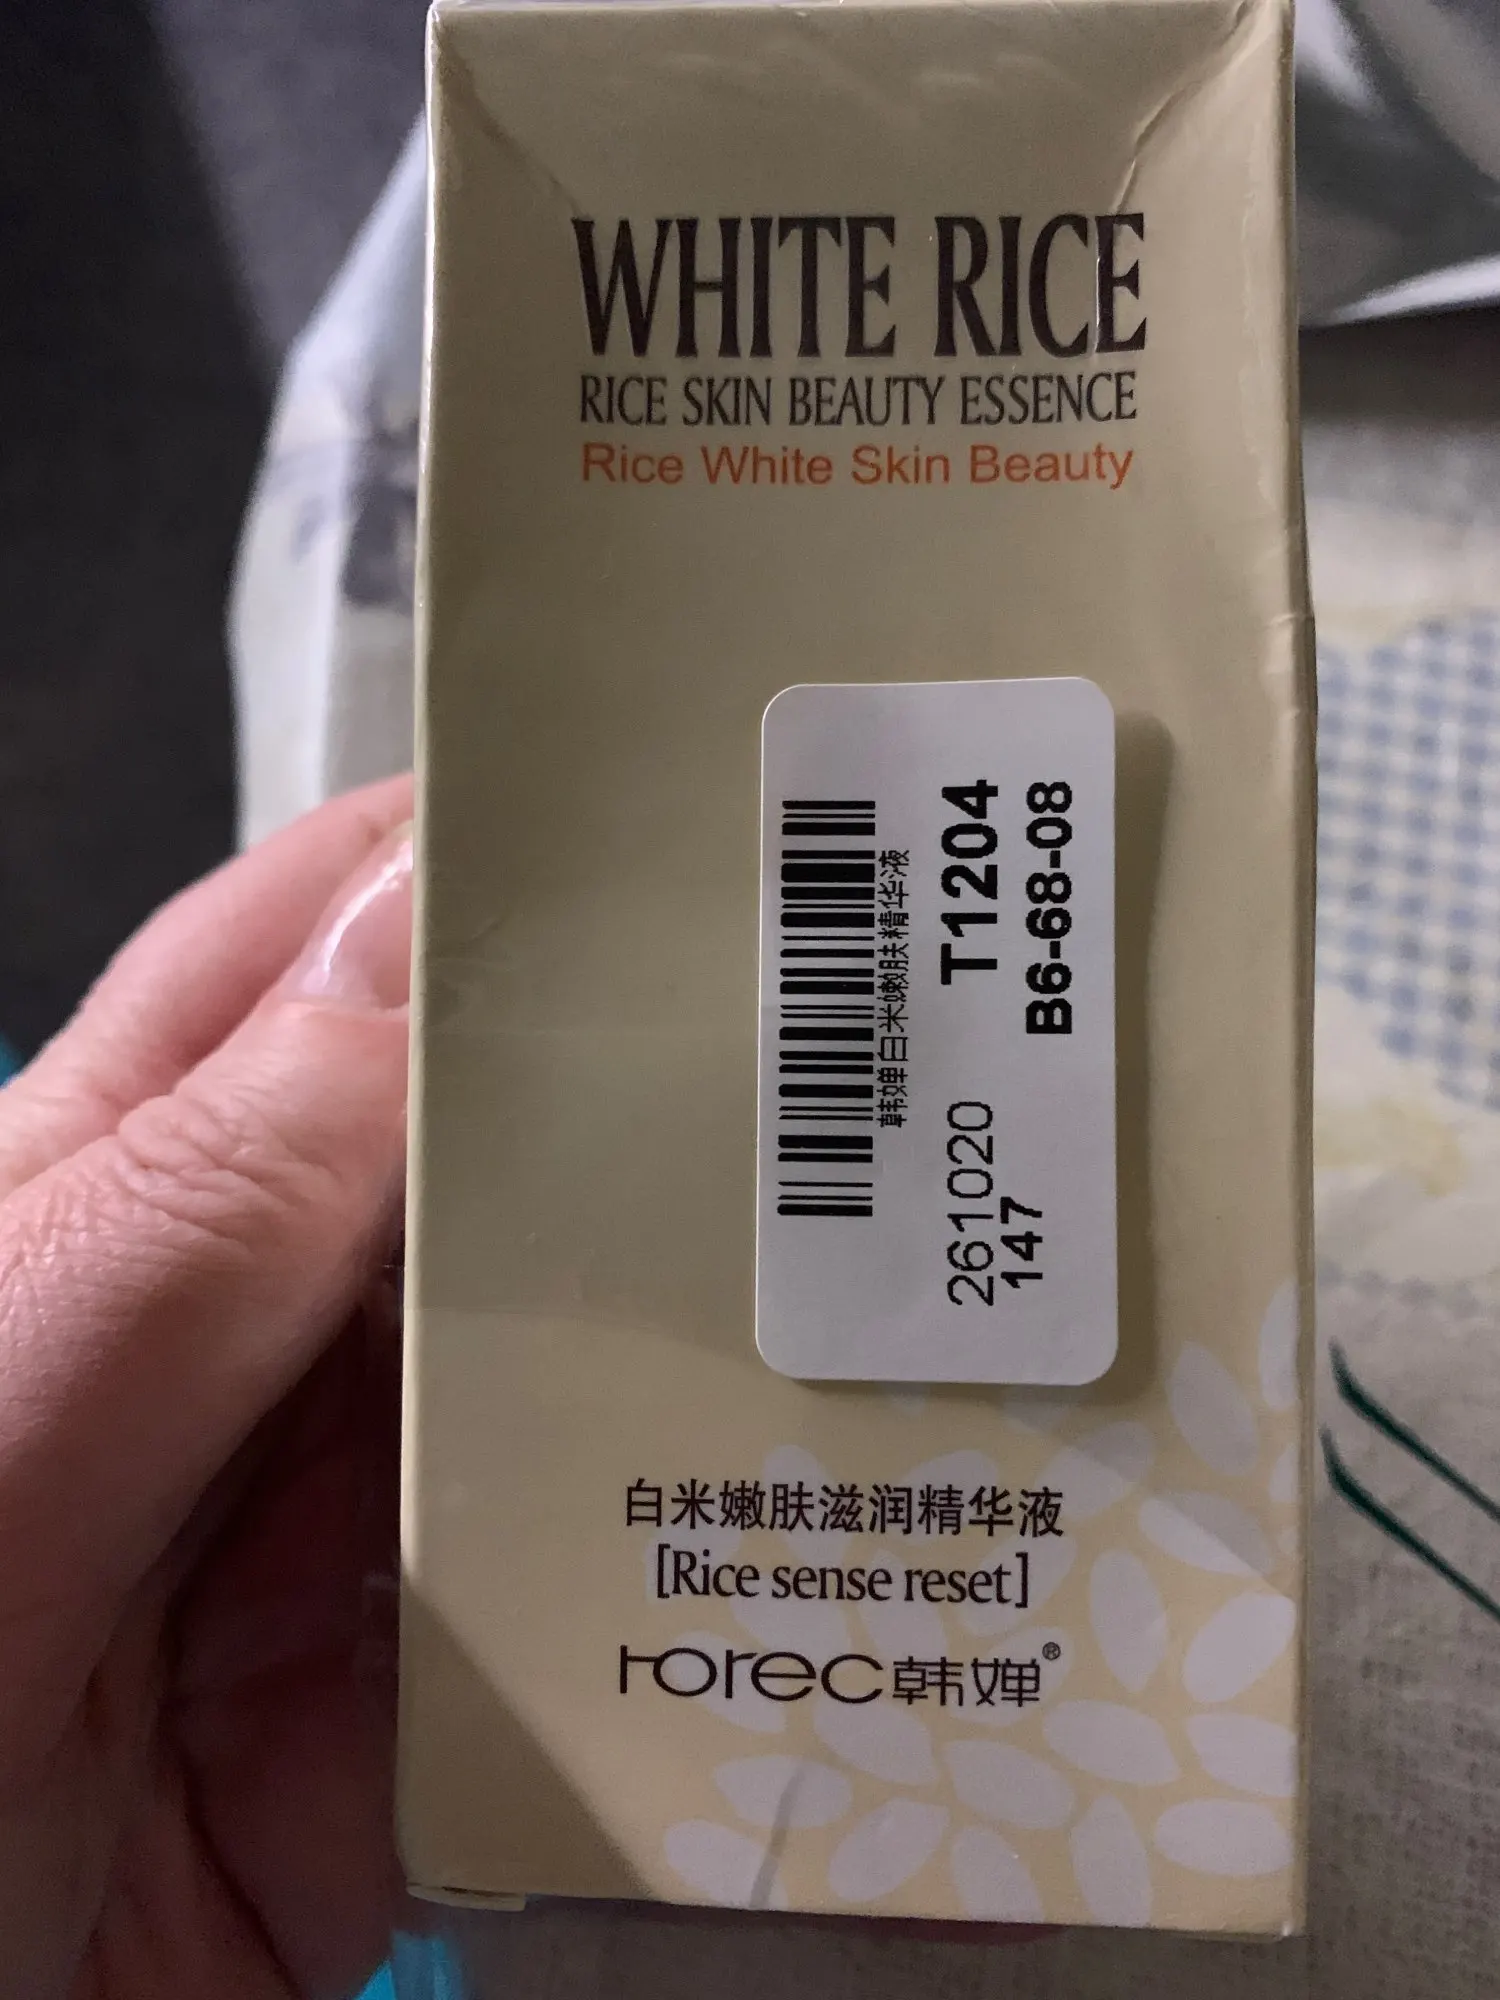 WHITE RICE
RICE SKIN BEAUTY ESSENCE
Rice White Skin Beauty
韩婵白米嫩肤精华液
T1204
B6-68-08
261020
147
白米嫩肤滋润精华液
[Rice sense reset]
Horec韩婵®